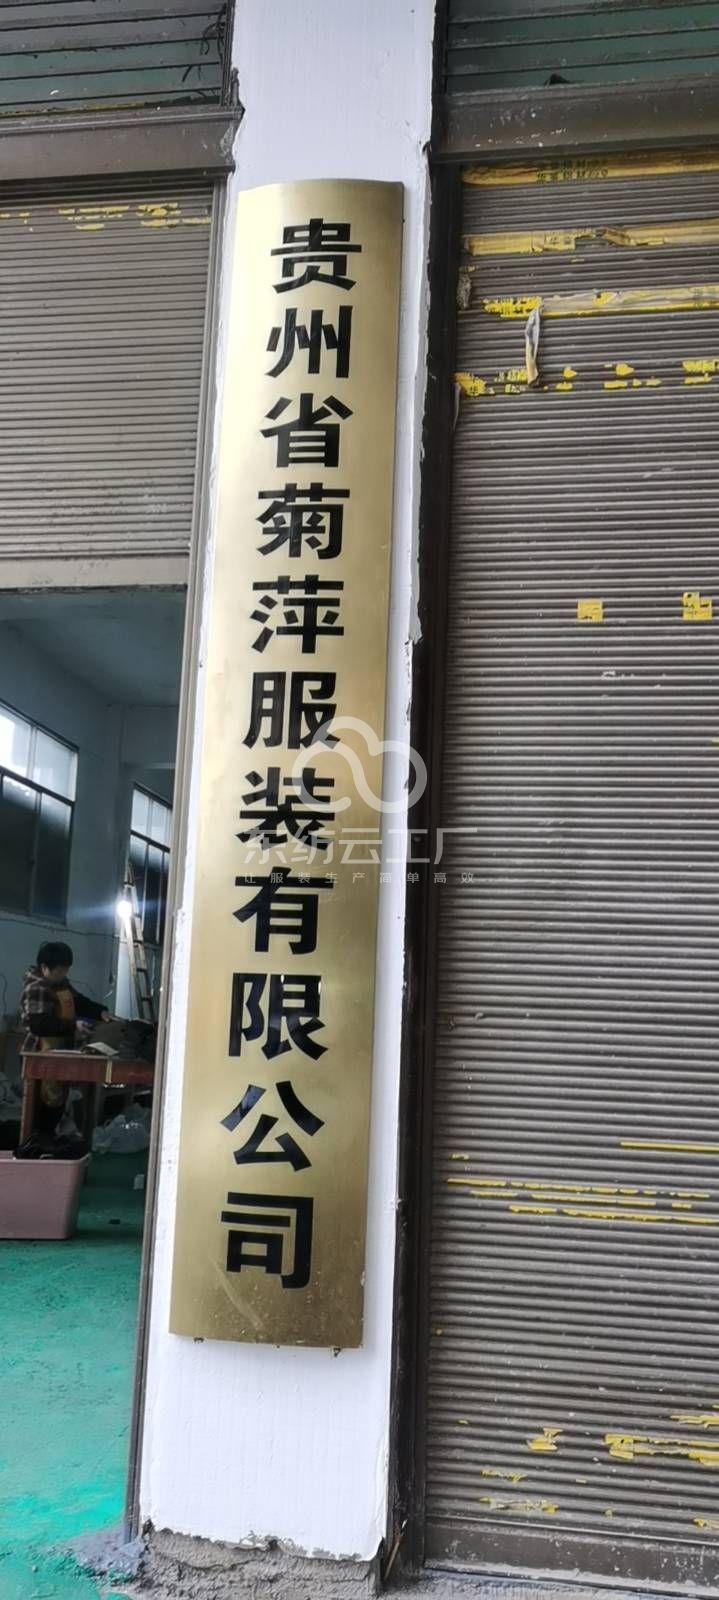 贵州省菊萍服装有限公司
东纺云工厂
让服装生产简单高效